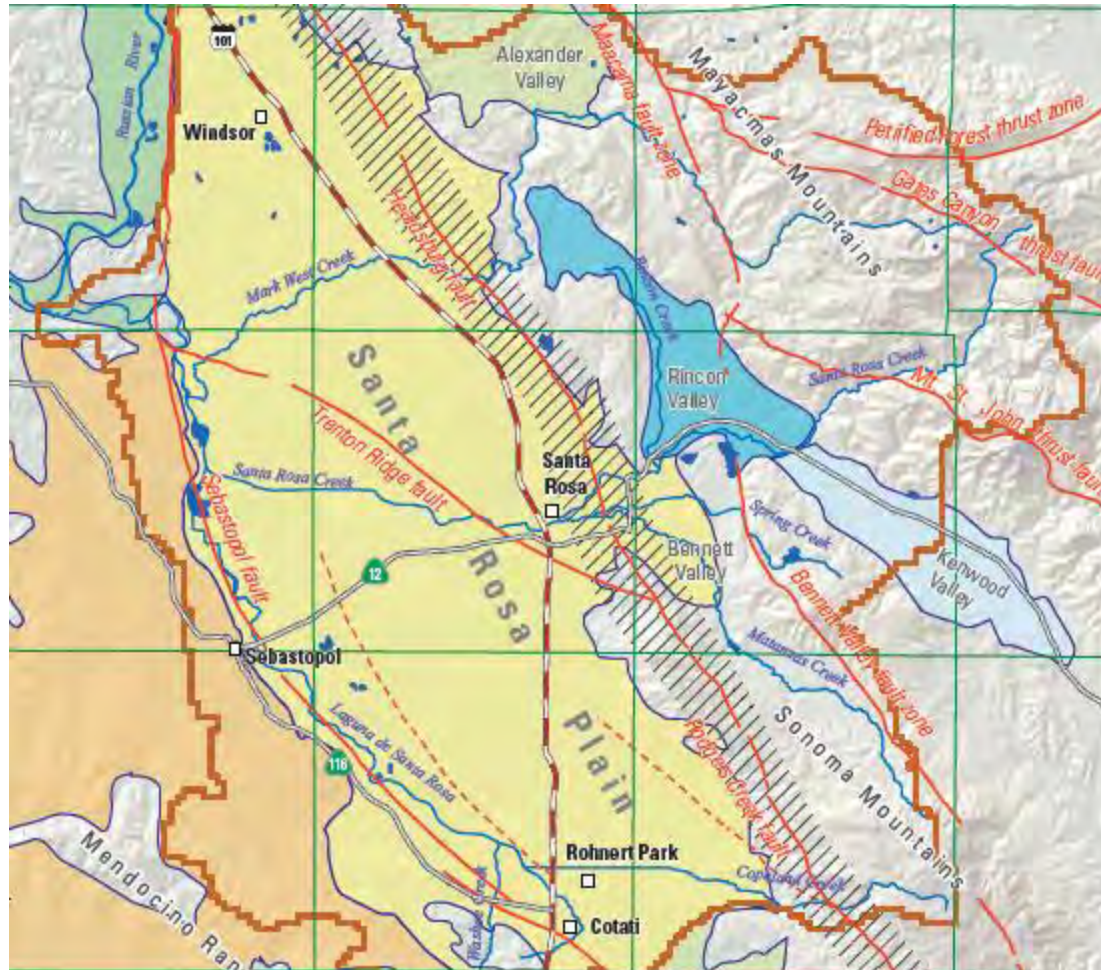 101
Alexander
Valley
Russian River
Windsor
Maacama fault zone
Mayacmas Mountains
Petrified Forest thrust zone
Gates Canyon thrust fault
Healdsburg fault
Mark West Creek
Brush Creek
Santa Rosa Plain
Rincon
Valley
Santa Rosa Creek
Mt. St. John thrust fault
Trenton Ridge fault
Santa
Rosa
Santa Rosa Creek
Sebastopol fault
Spring Creek
Bennett
Valley
Kenwood
Valley
12
Bennett Valley fault zone
Sebastopol
Matanzas Creek
Laguna de Santa Rosa
116
Rodgers Creek fault
Sonoma Mountains
Mendocino Ran
Rohnert Park
Copeland Creek
Cotati